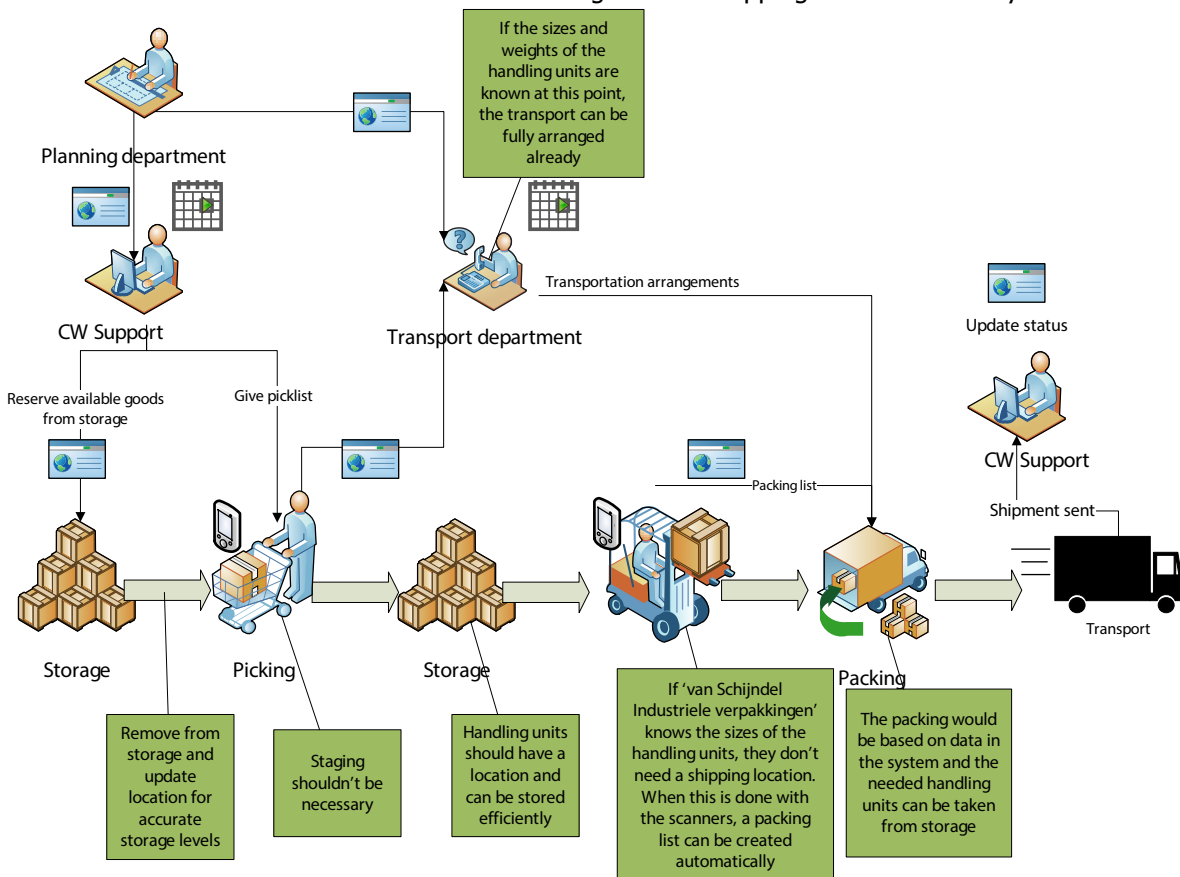 If the sizes and
weights of the
handling units are
known at this point,
the transport can be
fully arranged
already
Planning department
CW Support
Transport department
Transportation arrangements
Update status
Reserve available goods
from storage
Give picklist
CW Support
Packing list
Shipment sent
Transport
Storage
Picking
Storage
Packing
Remove from
storage and
update
location for
accurate
storage levels
Staging
shouldn't be
necessary
Handling units
should have a
location and
can be stored
efficiently
If ‘van Schijndel
Industriele verpakkingen’
knows the sizes of the
handling units, they don’t
need a shipping location.
When this is done with
the scanners, a packing
list can be created
automatically
The packing would
be based on data in
the system and the
needed handling
units can be taken
from storage